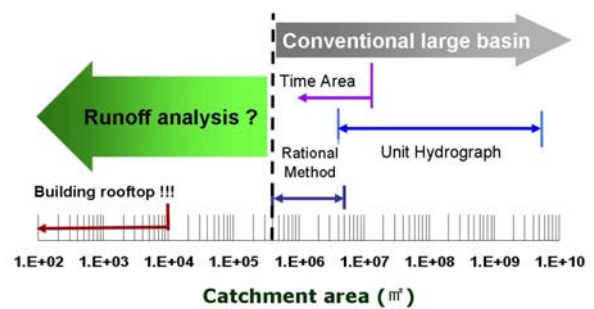 Conventional large basin
Time Area
Runoff analysis ?
Rational
Method
Unit Hydrograph
Building rooftop !!!
1.E+02 1.E+03 1.E+04 1.E+05 1.E+06 1.E+07 1.E+08 1.E+09 1.E+10
Catchment area (㎡)